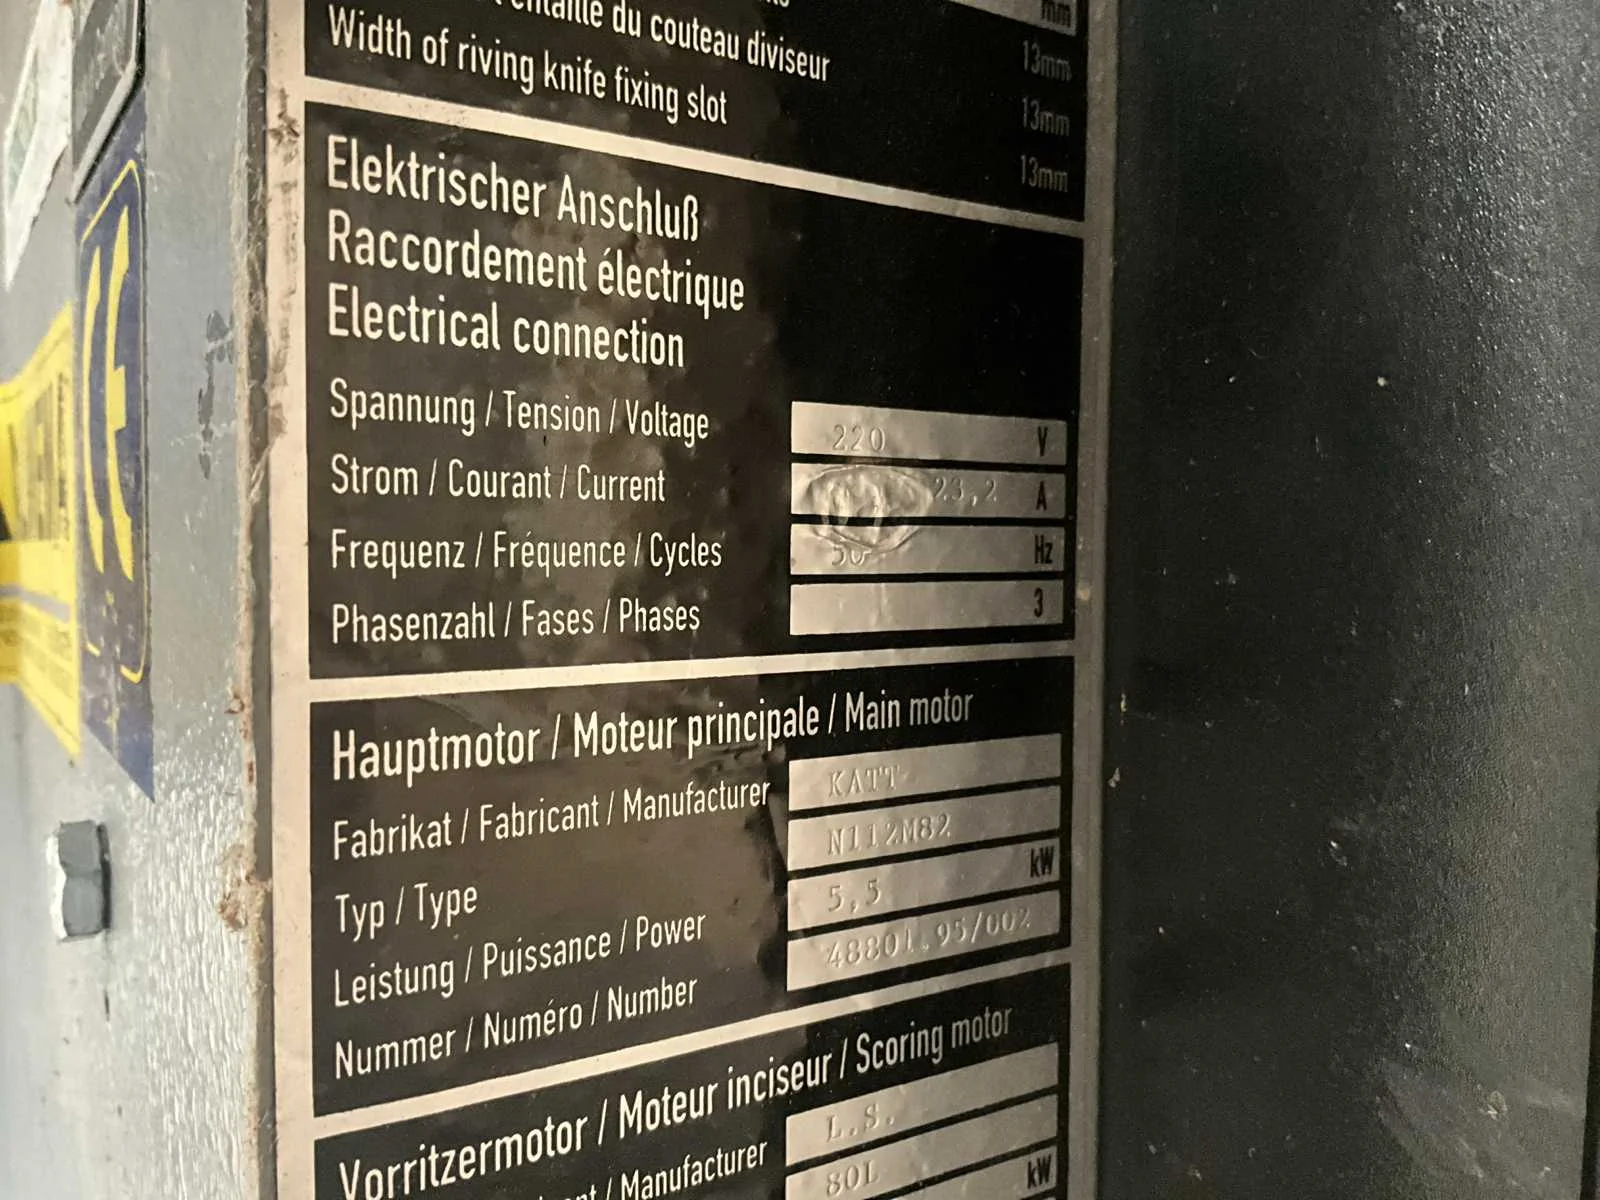 mm
entaille du couteau diviseur 13mm
Width of riving knife fixing slot 13mm
13mm
Elektrischer Anschluß
Raccordement électrique
Electrical connection
Spannung / Tension / Voltage 220 V
Strom / Courant / Current 23,2 A
Frequenz / Fréquence / Cycles 50 Hz
Phasenzahl / Fases / Phases 3
Hauptmotor / Moteur principale / Main motor
Fabrikat / Fabricant / Manufacturer KATT
Typ / Type N112M82
Leistung / Puissance / Power 5,5 kW
Nummer / Numéro / Number 48801.95/002
Vorritzermotor / Moteur inciseur / Scoring motor
/ Manufacturer L.S.
80L
kW
CE